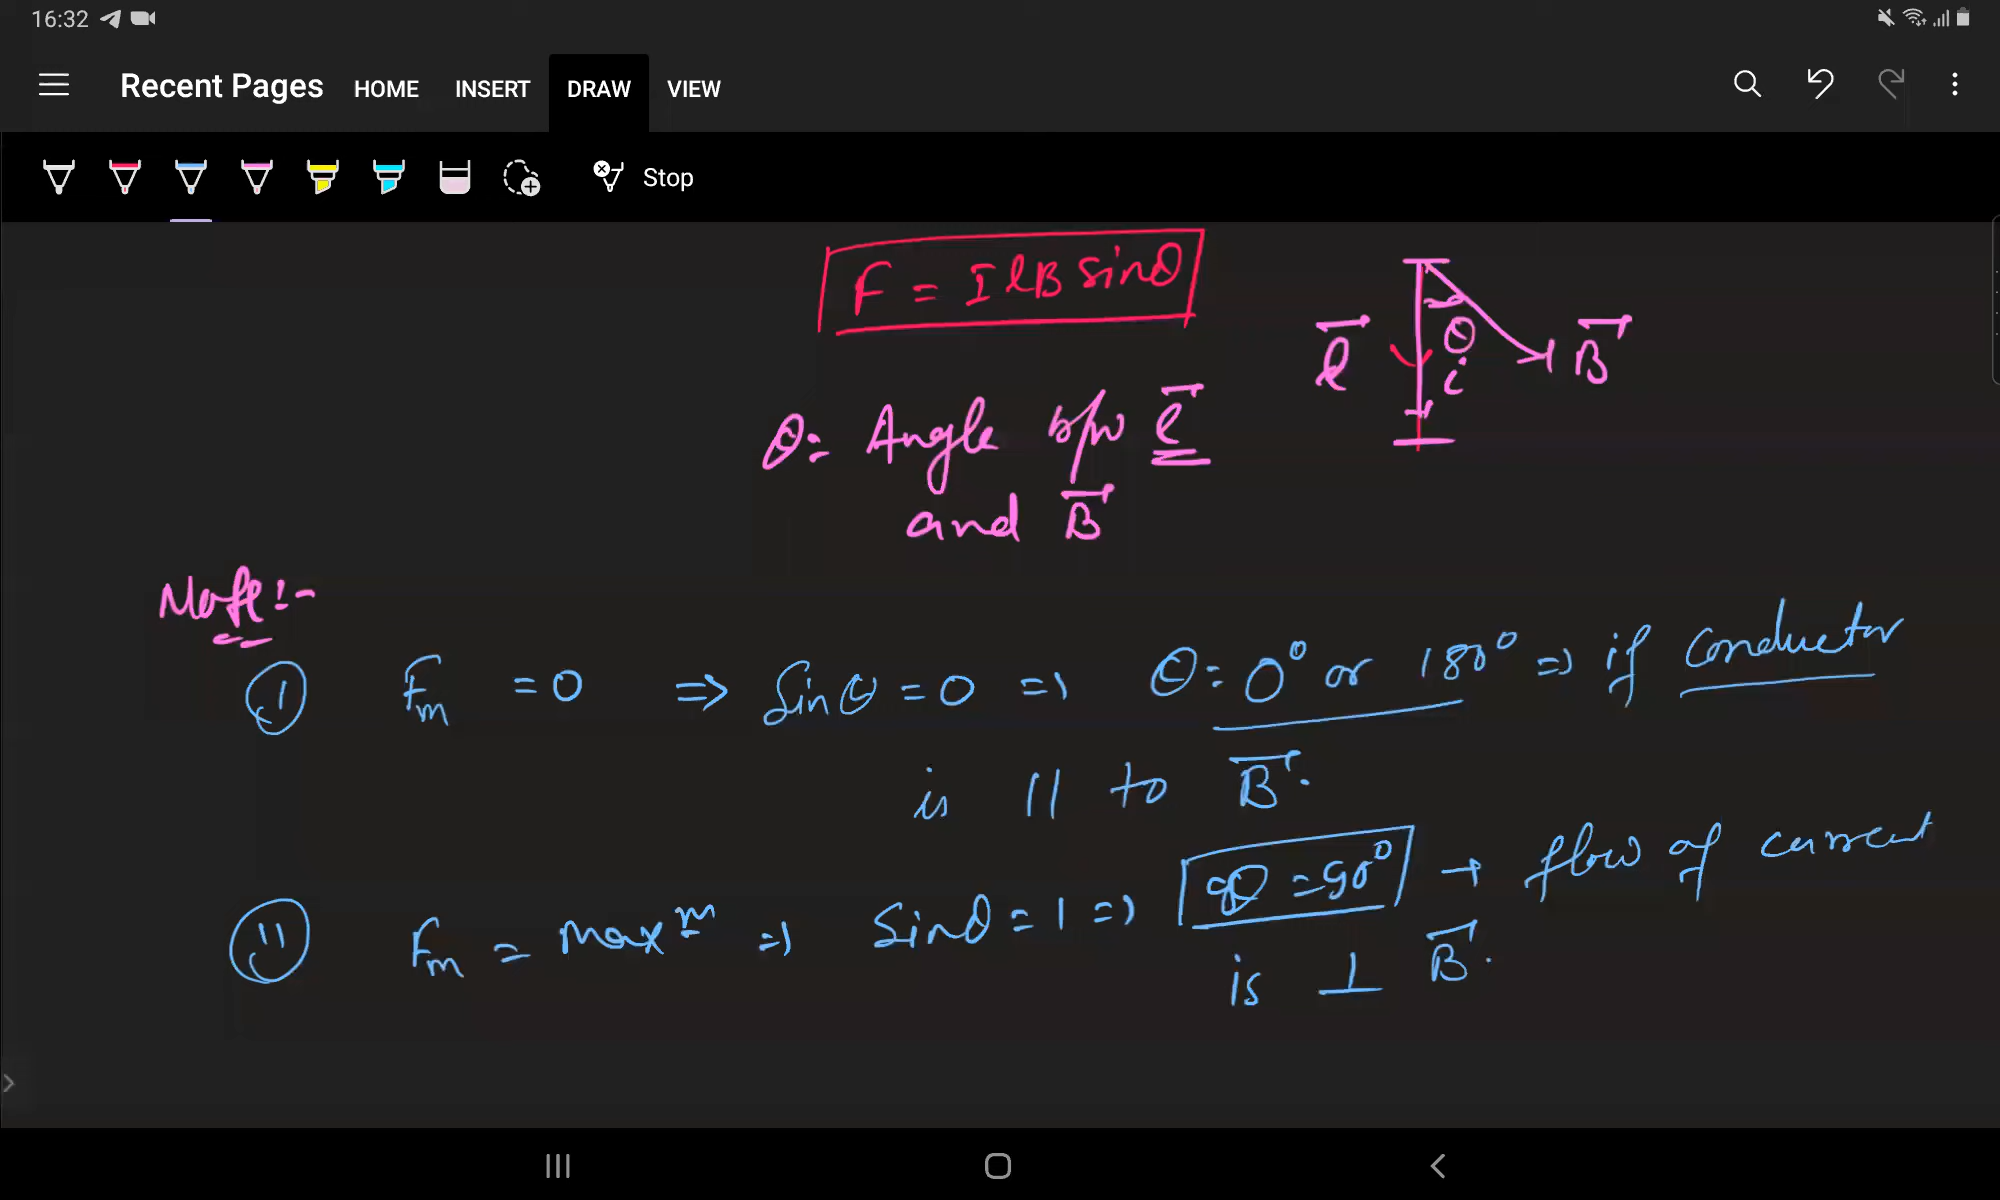 16:32
Recent Pages HOME INSERT DRAW VIEW
Stop
F = IlB sinθ
l⃗ θ i B⃗
θ: Angle b/w l⃗
and B⃗
Note:-
(i) Fm = 0 ⇒ Sinθ = 0 ⇒ θ = 0° or 180° ⇒ if conductor
is || to B⃗.
(ii) Fm = maxm ⇒ Sinθ = 1 ⇒ θ = 90° → flow of current
is ⊥ B⃗.